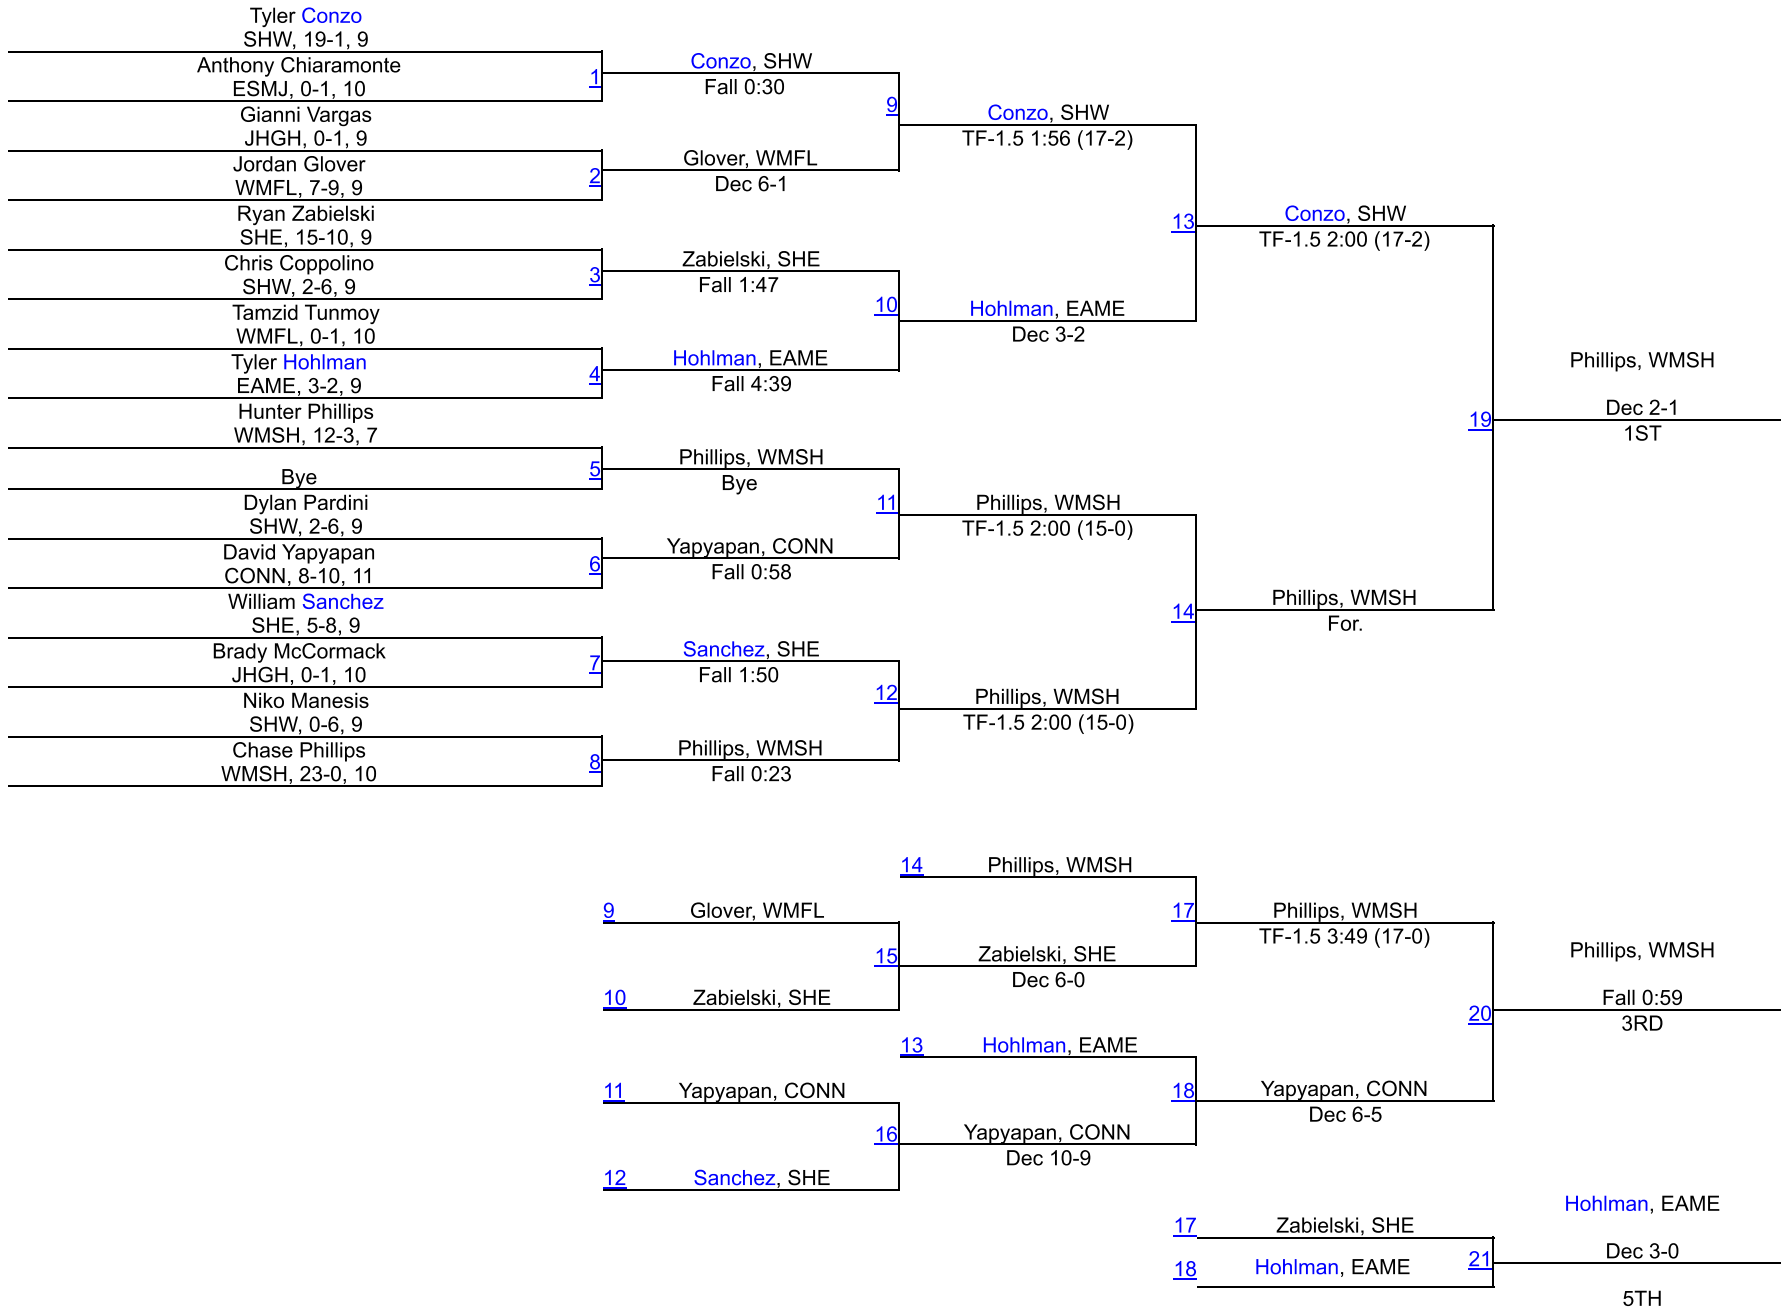 Tyler Conzo
SHW, 19-1, 9
Anthony Chiaramonte
ESMJ, 0-1, 10
Gianni Vargas
JHGH, 0-1, 9
Jordan Glover
WMFL, 7-9, 9
Ryan Zabielski
SHE, 15-10, 9
Chris Coppolino
SHW, 2-6, 9
Tamzid Tunmoy
WMFL, 0-1, 10
Tyler Hohlman
EAME, 3-2, 9
Hunter Phillips
WMSH, 12-3, 7
Bye
Dylan Pardini
SHW, 2-6, 9
David Yapyapan
CONN, 8-10, 11
William Sanchez
SHE, 5-8, 9
Brady McCormack
JHGH, 0-1, 10
Niko Manesis
SHW, 0-6, 9
Chase Phillips
WMSH, 23-0, 10
1
Conzo, SHW
Fall 0:30
2
Glover, WMFL
Dec 6-1
3
Zabielski, SHE
Fall 1:47
4
Hohlman, EAME
Fall 4:39
5
Phillips, WMSH
Bye
6
Yapyapan, CONN
Fall 0:58
7
Sanchez, SHE
Fall 1:50
8
Phillips, WMSH
Fall 0:23
9
Conzo, SHW
TF-1.5 1:56 (17-2)
10
Hohlman, EAME
Dec 3-2
11
Phillips, WMSH
TF-1.5 2:00 (15-0)
12
Phillips, WMSH
TF-1.5 2:00 (15-0)
13
Conzo, SHW
TF-1.5 2:00 (17-2)
14
Phillips, WMSH
For.
19
Phillips, WMSH
Dec 2-1
1ST
9
Glover, WMFL
10
Zabielski, SHE
11
Yapyapan, CONN
12
Sanchez, SHE
14
Phillips, WMSH
15
Zabielski, SHE
Dec 6-0
13
Hohlman, EAME
16
Yapyapan, CONN
Dec 10-9
17
Phillips, WMSH
TF-1.5 3:49 (17-0)
18
Yapyapan, CONN
Dec 6-5
20
Phillips, WMSH
Fall 0:59
3RD
17
Zabielski, SHE
18
Hohlman, EAME
21
Hohlman, EAME
Dec 3-0
5TH